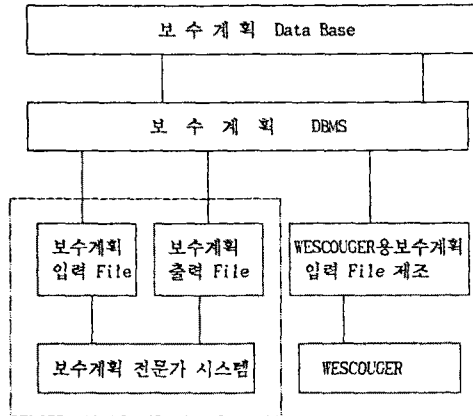 보 수 계 획 Data Base
보 수 계 획 DBMS
보수계획
입력 File
보수계획
출력 File
WESCOUGER용보수계획
입력 File 제조
보수계획 전문가 시스템
WESCOUGER